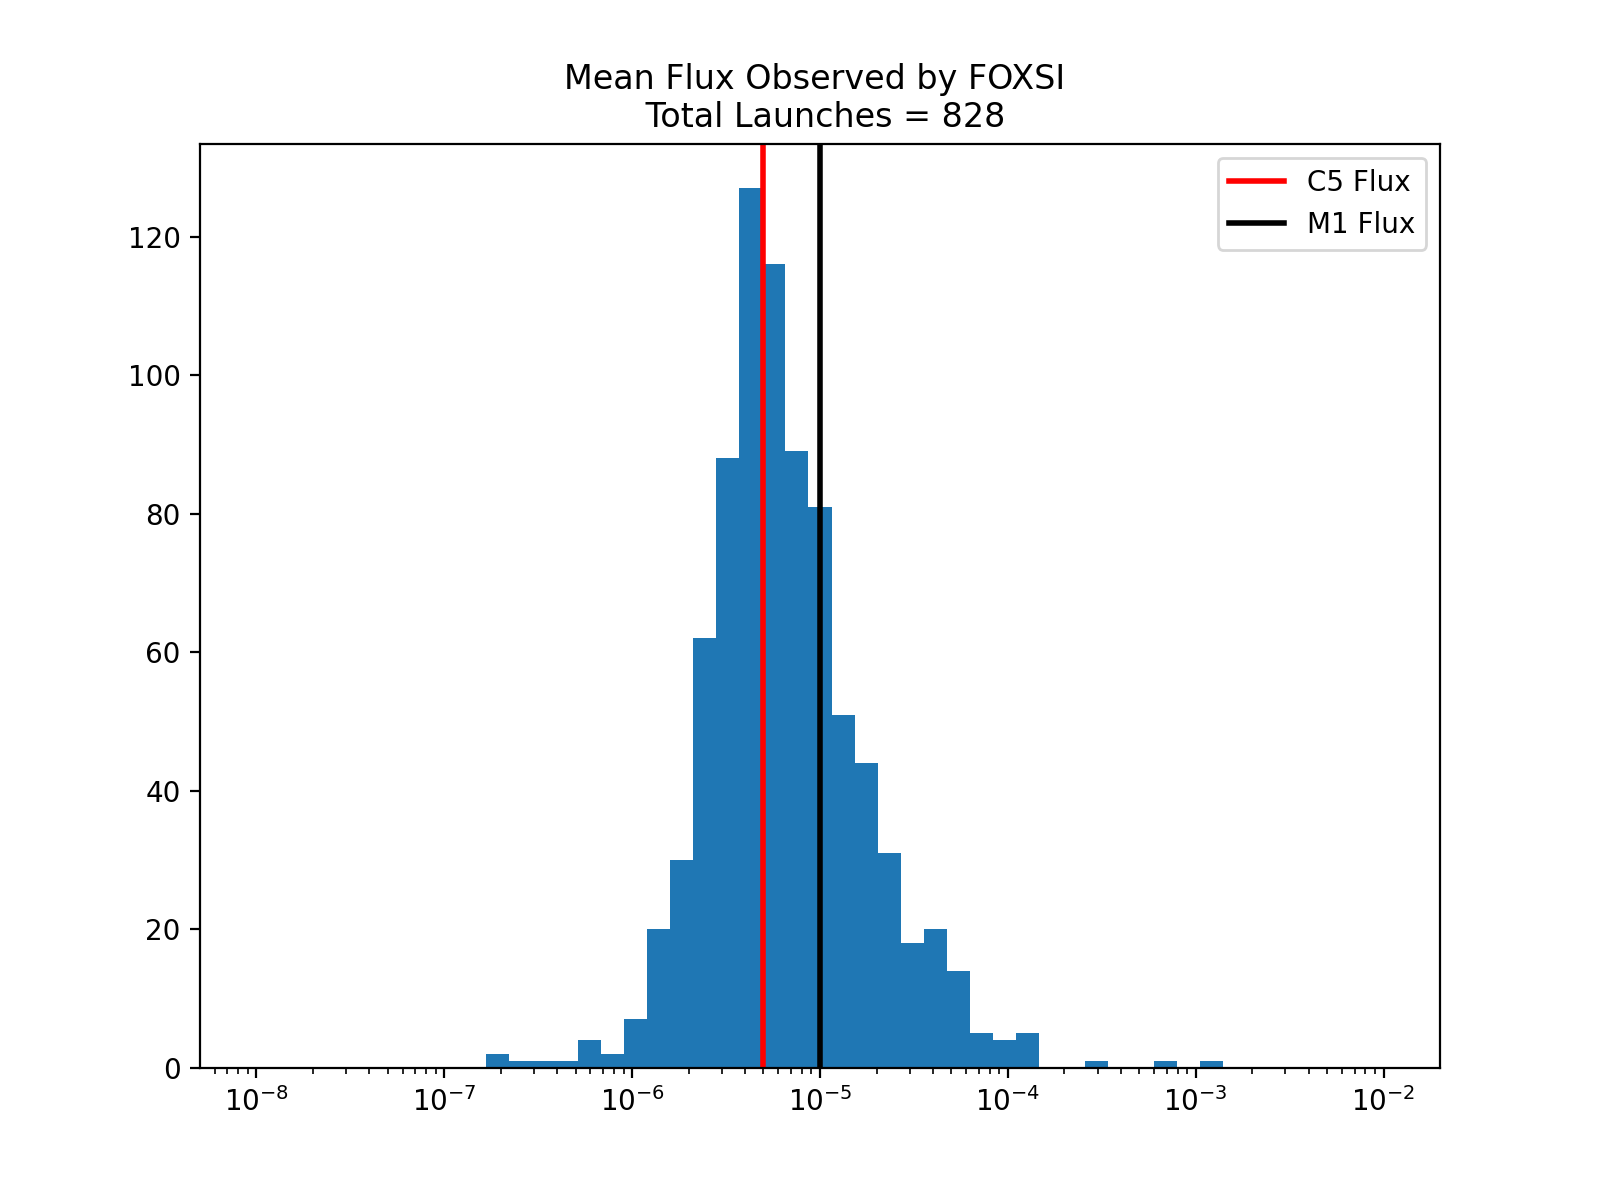 Mean Flux Observed by FOXSI
Total Launches = 828
C5 Flux
M1 Flux
120
100
80
60
40
20
0
10⁻⁸ 10⁻⁷ 10⁻⁶ 10⁻⁵ 10⁻⁴ 10⁻³ 10⁻²